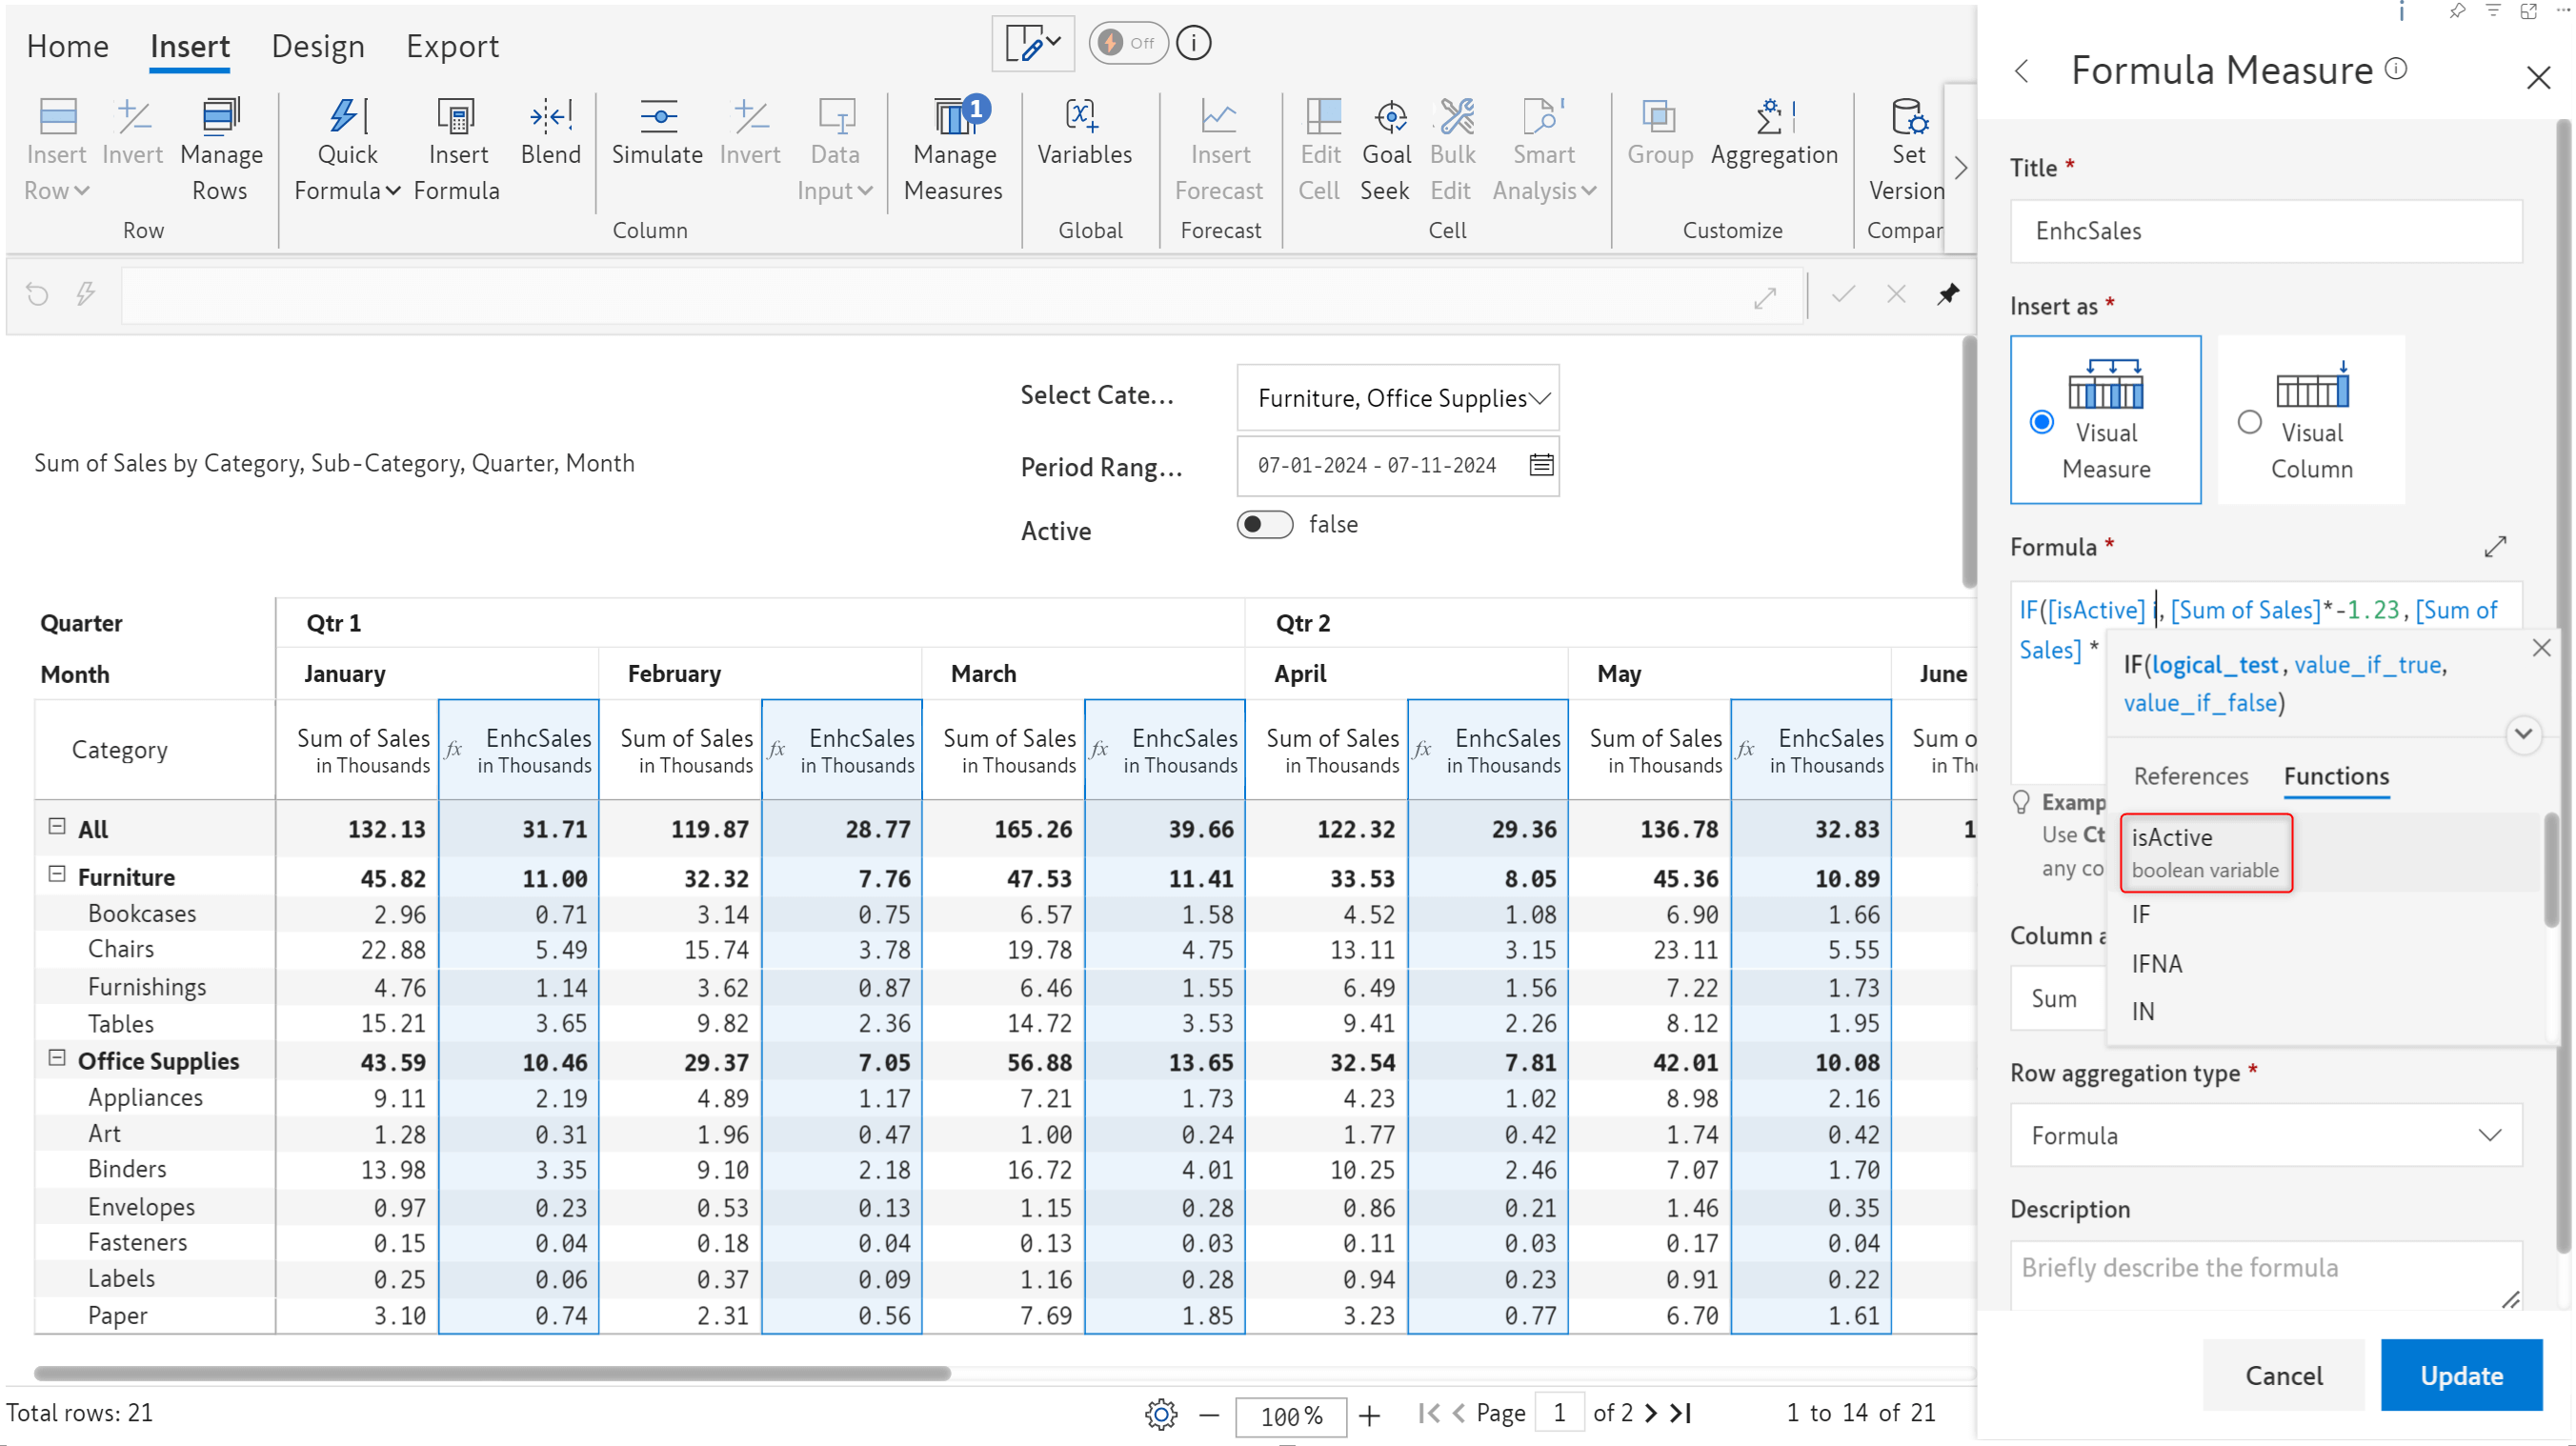 Home Insert Design Export
Off
Insert Row
Invert
Manage Rows
Row
Quick Formula
Insert Formula
Blend
Simulate
Invert
Data Input
Column
Manage Measures
1
Variables
Global
Insert Forecast
Forecast
Edit Cell
Goal Seek
Bulk Edit
Smart Analysis
Cell
Group
Aggregation
Customize
Set Version
Compar
Select Cate... Furniture, Office Supplies
Sum of Sales by Category, Sub-Category, Quarter, Month
Period Rang... 07-01-2024 - 07-11-2024
Active false
Quarter Qtr 1 Qtr 2
Month January February March April May June
Category Sum of Sales fx EnhcSales Sum of Sales fx EnhcSales Sum of Sales fx EnhcSales Sum of Sales fx EnhcSales Sum of Sales fx EnhcSales Sum o
in Thousands in Thousands in Thousands in Thousands in Thousands in Thousands in Thousands in Thousands in Thousands in Thousands in Th
All 132.13 31.71 119.87 28.77 165.26 39.66 122.32 29.36 136.78 32.83 1
Furniture 45.82 11.00 32.32 7.76 47.53 11.41 33.53 8.05 45.36 10.89
Bookcases 2.96 0.71 3.14 0.75 6.57 1.58 4.52 1.08 6.90 1.66
Chairs 22.88 5.49 15.74 3.78 19.78 4.75 13.11 3.15 23.11 5.55
Furnishings 4.76 1.14 3.62 0.87 6.46 1.55 6.49 1.56 7.22 1.73
Tables 15.21 3.65 9.82 2.36 14.72 3.53 9.41 2.26 8.12 1.95
Office Supplies 43.59 10.46 29.37 7.05 56.88 13.65 32.54 7.81 42.01 10.08
Appliances 9.11 2.19 4.89 1.17 7.21 1.73 4.23 1.02 8.98 2.16
Art 1.28 0.31 1.96 0.47 1.00 0.24 1.77 0.42 1.74 0.42
Binders 13.98 3.35 9.10 2.18 16.72 4.01 10.25 2.46 7.07 1.70
Envelopes 0.97 0.23 0.53 0.13 1.15 0.28 0.86 0.21 1.46 0.35
Fasteners 0.15 0.04 0.18 0.04 0.13 0.03 0.11 0.03 0.17 0.04
Labels 0.25 0.06 0.37 0.09 1.16 0.28 0.94 0.23 0.91 0.22
Paper 3.10 0.74 2.31 0.56 7.69 1.85 3.23 0.77 6.70 1.61
Total rows: 21
100%
Page 1 of 2
1 to 14 of 21
Formula Measure
Title *
EnhcSales
Insert as *
Visual Measure
Visual Column
Formula *
IF([isActive] i, [Sum of Sales]*-1.23, [Sum of
Sales] *
IF(logical_test, value_if_true,
value_if_false)
References Functions
Examp
Use Ct
any co
isActive
boolean variable
IF
IFNA
IN
Column a
Sum
Row aggregation type *
Formula
Description
Briefly describe the formula
Cancel Update